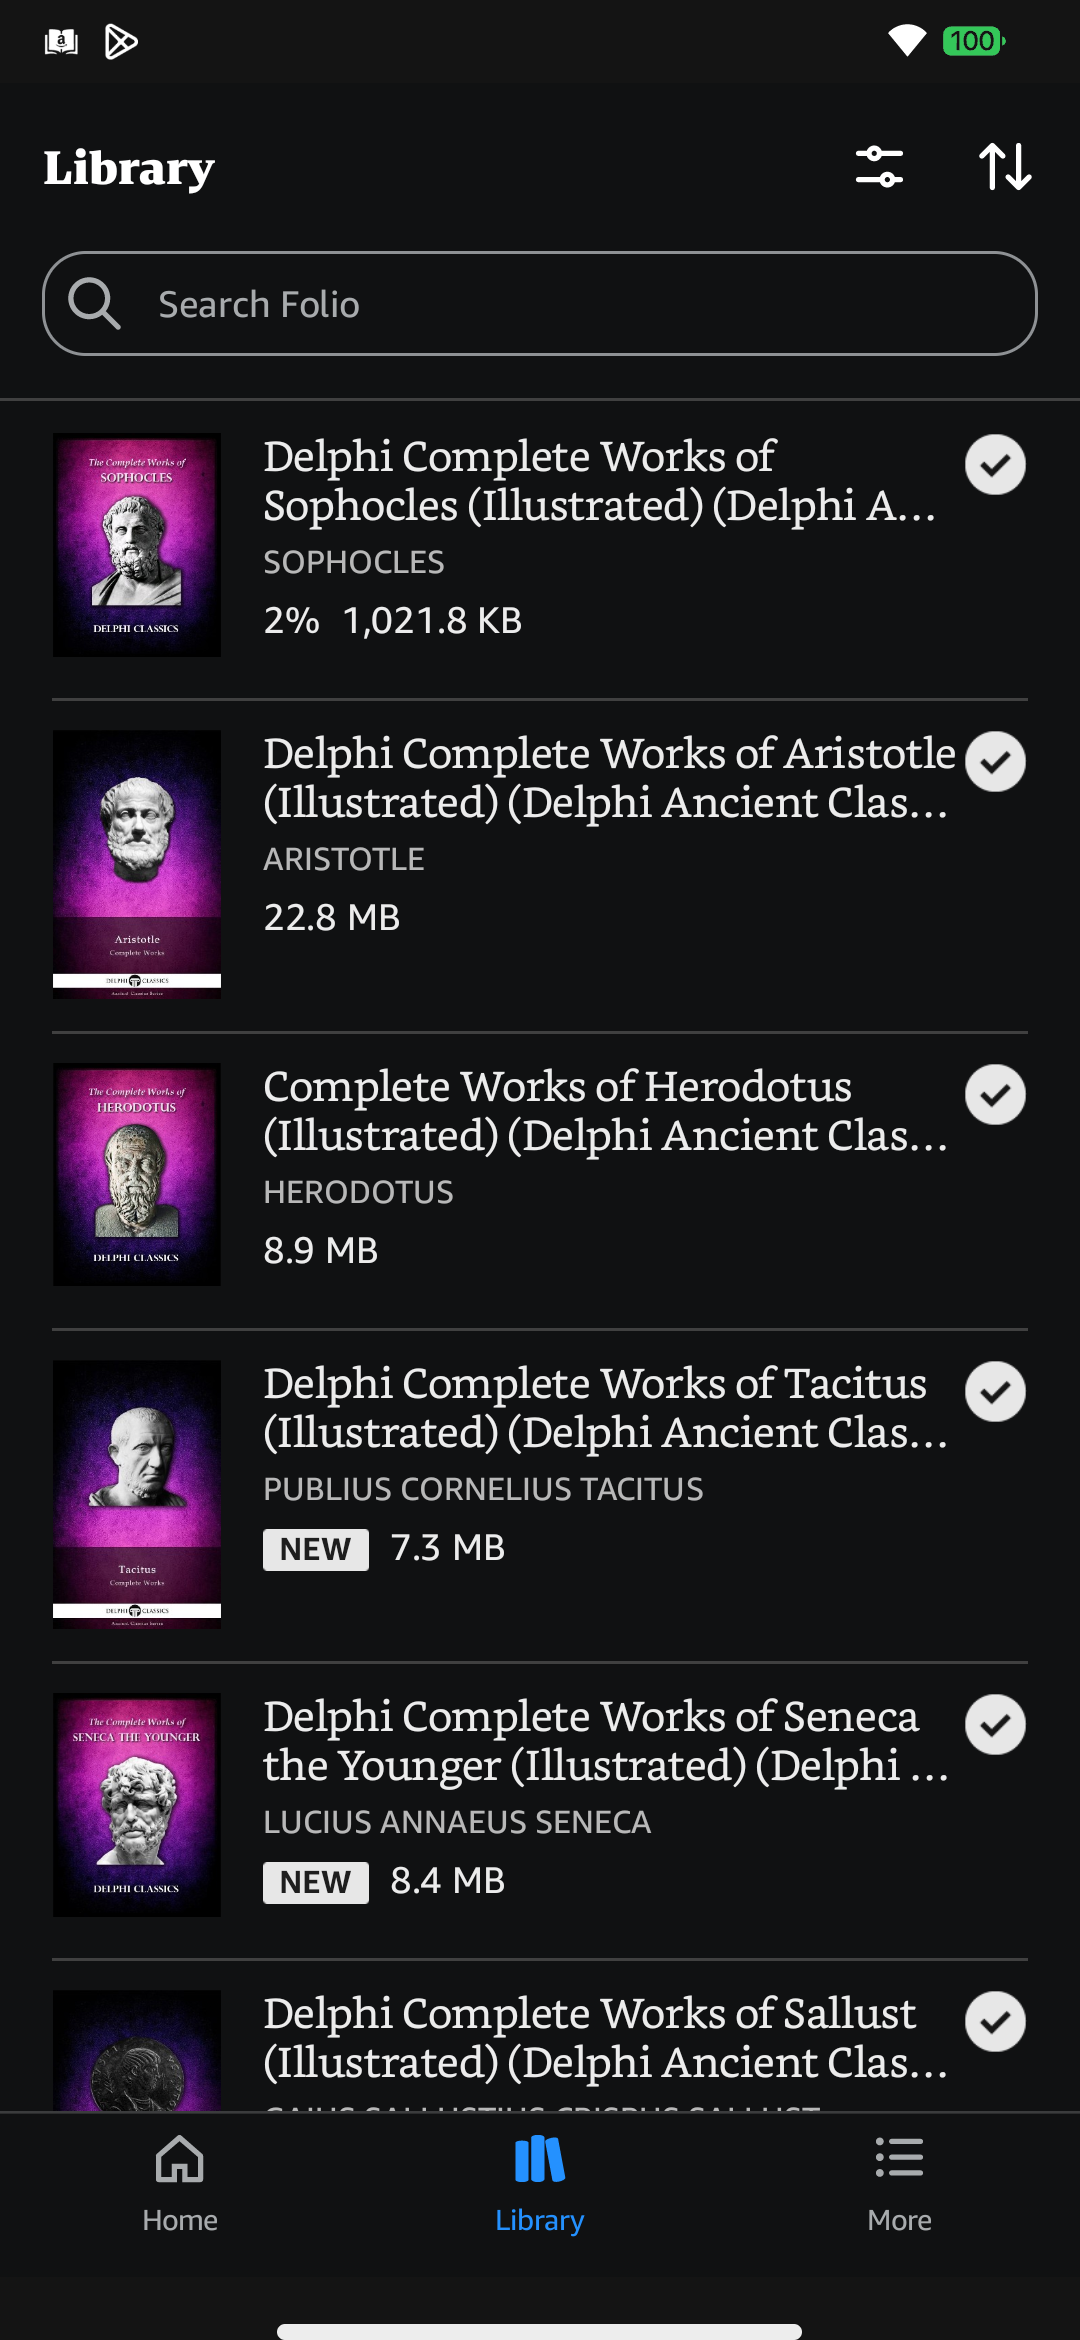 100
Library
Search Folio
The Complete Works of
SOPHOCLES
DELPHI CLASSICS
Delphi Complete Works of
Sophocles (Illustrated) (Delphi A...
SOPHOCLES
2% 1,021.8 KB
Aristotle
Complete Works
DELPHI CLASSICS
Ancient Classics Series
Delphi Complete Works of Aristotle
(Illustrated) (Delphi Ancient Clas...
ARISTOTLE
22.8 MB
The Complete Works of
HERODOTUS
DELPHI CLASSICS
Complete Works of Herodotus
(Illustrated) (Delphi Ancient Clas...
HERODOTUS
8.9 MB
Tacitus
Complete Works
DELPHI CLASSICS
Ancient Classics Series
Delphi Complete Works of Tacitus
(Illustrated) (Delphi Ancient Clas...
PUBLIUS CORNELIUS TACITUS
NEW 7.3 MB
The Complete Works of
SENECA THE YOUNGER
DELPHI CLASSICS
Delphi Complete Works of Seneca
the Younger (Illustrated) (Delphi ...
LUCIUS ANNAEUS SENECA
NEW 8.4 MB
Delphi Complete Works of Sallust
(Illustrated) (Delphi Ancient Clas...
Home
Library
More